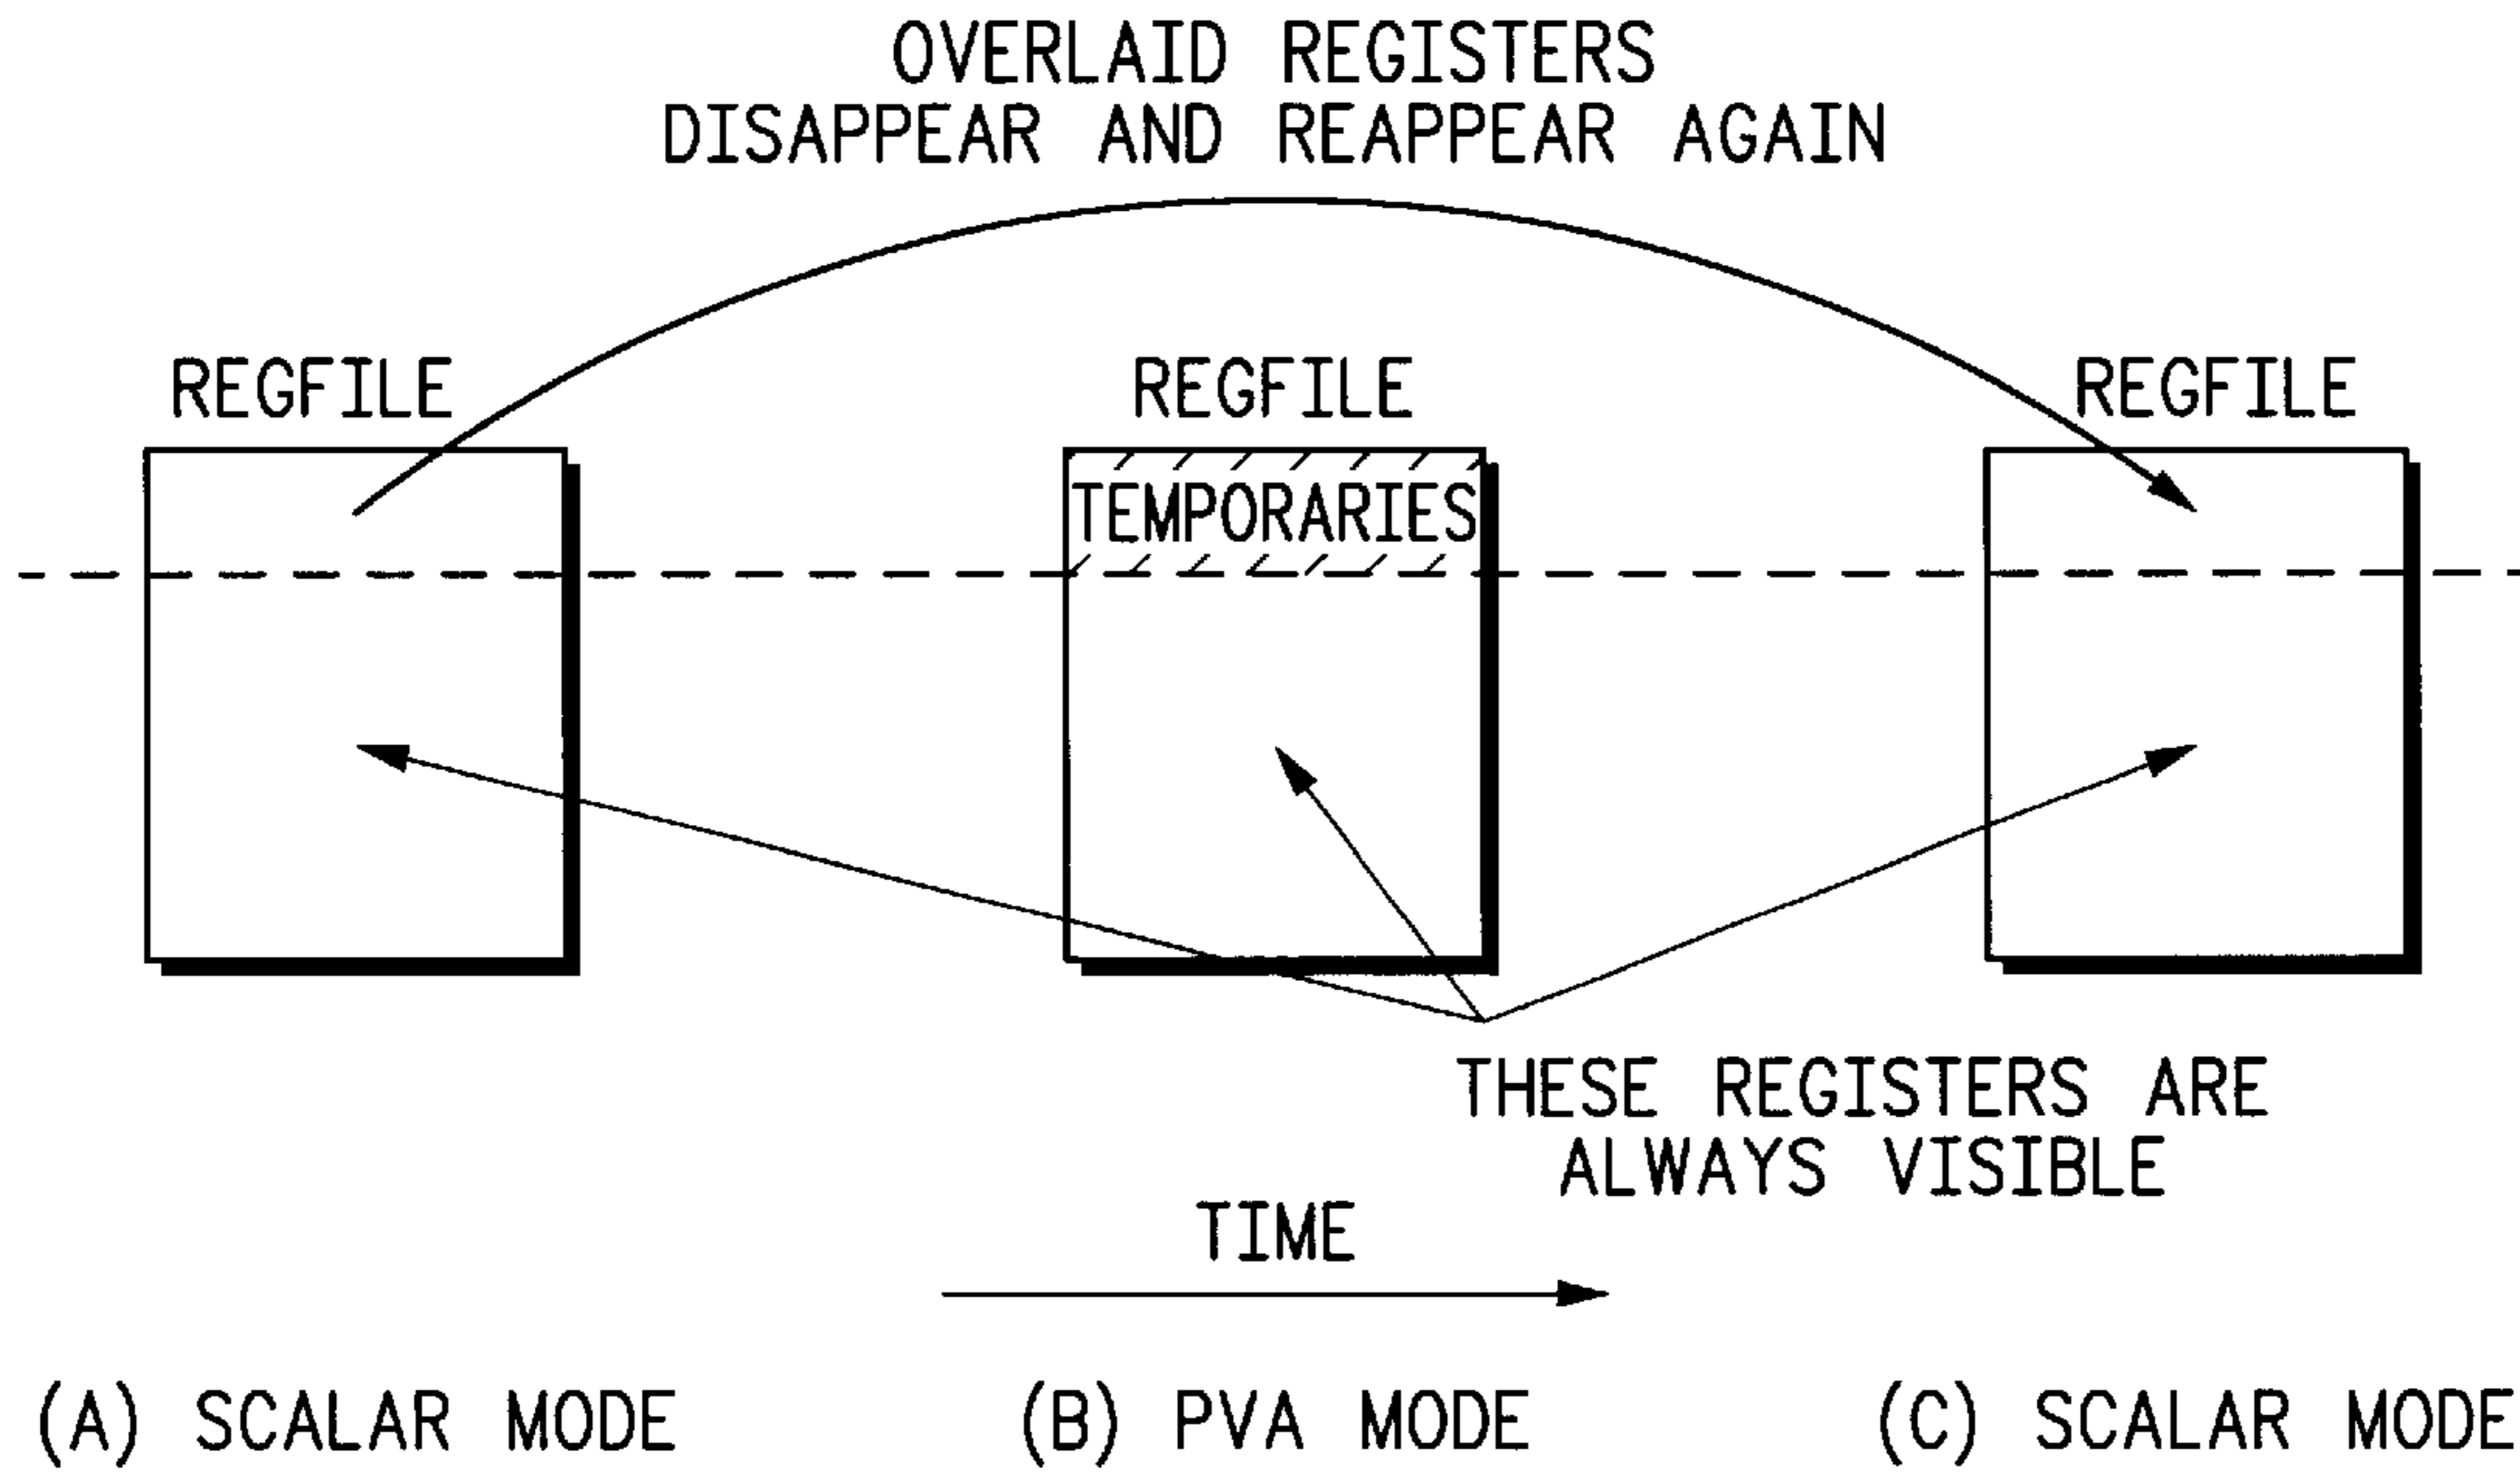 OVERLAID REGISTERS
DISAPPEAR AND REAPPEAR AGAIN
REGFILE
REGFILE
REGFILE
TEMPORARIES
THESE REGISTERS ARE
ALWAYS VISIBLE
TIME
(A) SCALAR MODE
(B) PVA MODE
(C) SCALAR MODE